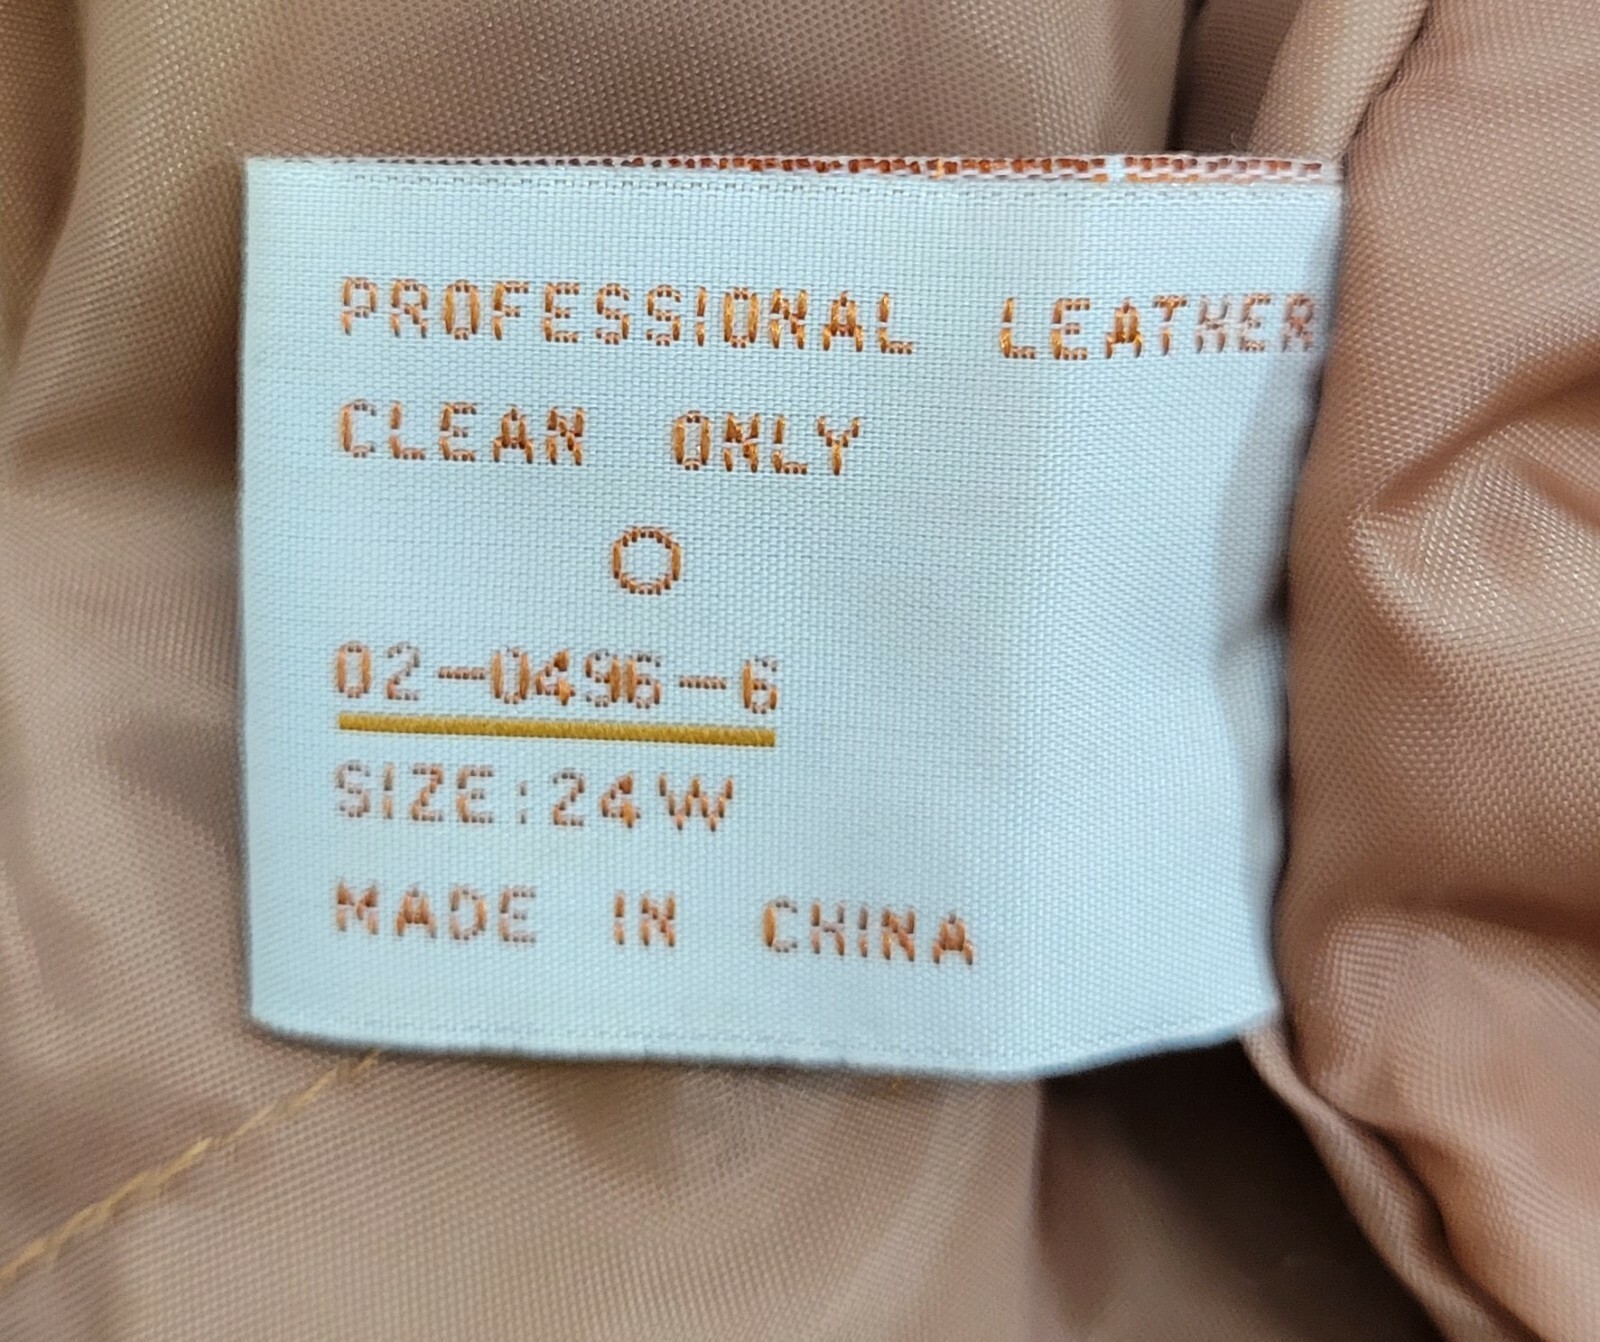 PROFESSIONAL LEATHER
CLEAN ONLY
02-0496-6
SIZE:24W
MADE IN CHINA